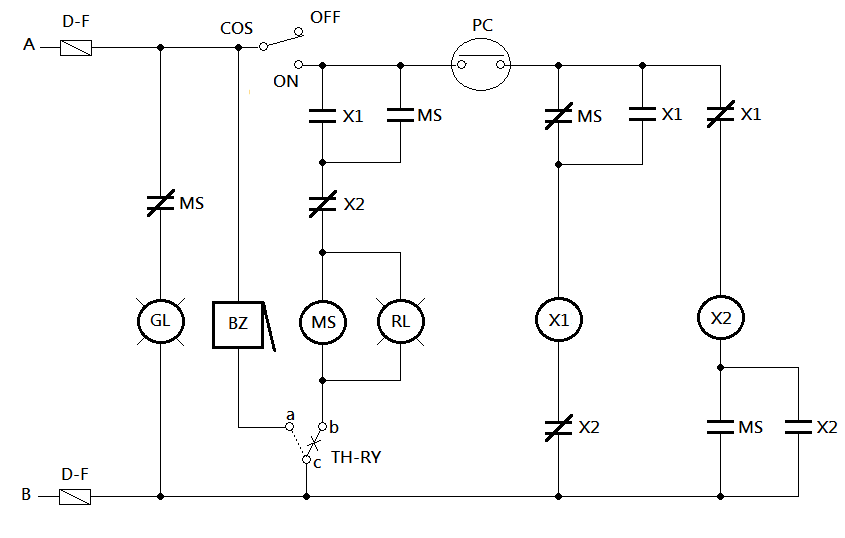 D-F
COS
OFF
PC
A
ON
X1
MS
MS
X1
X1
MS
X2
GL
BZ
MS
RL
X1
X2
a
b
X2
MS
X2
c
TH-RY
D-F
B